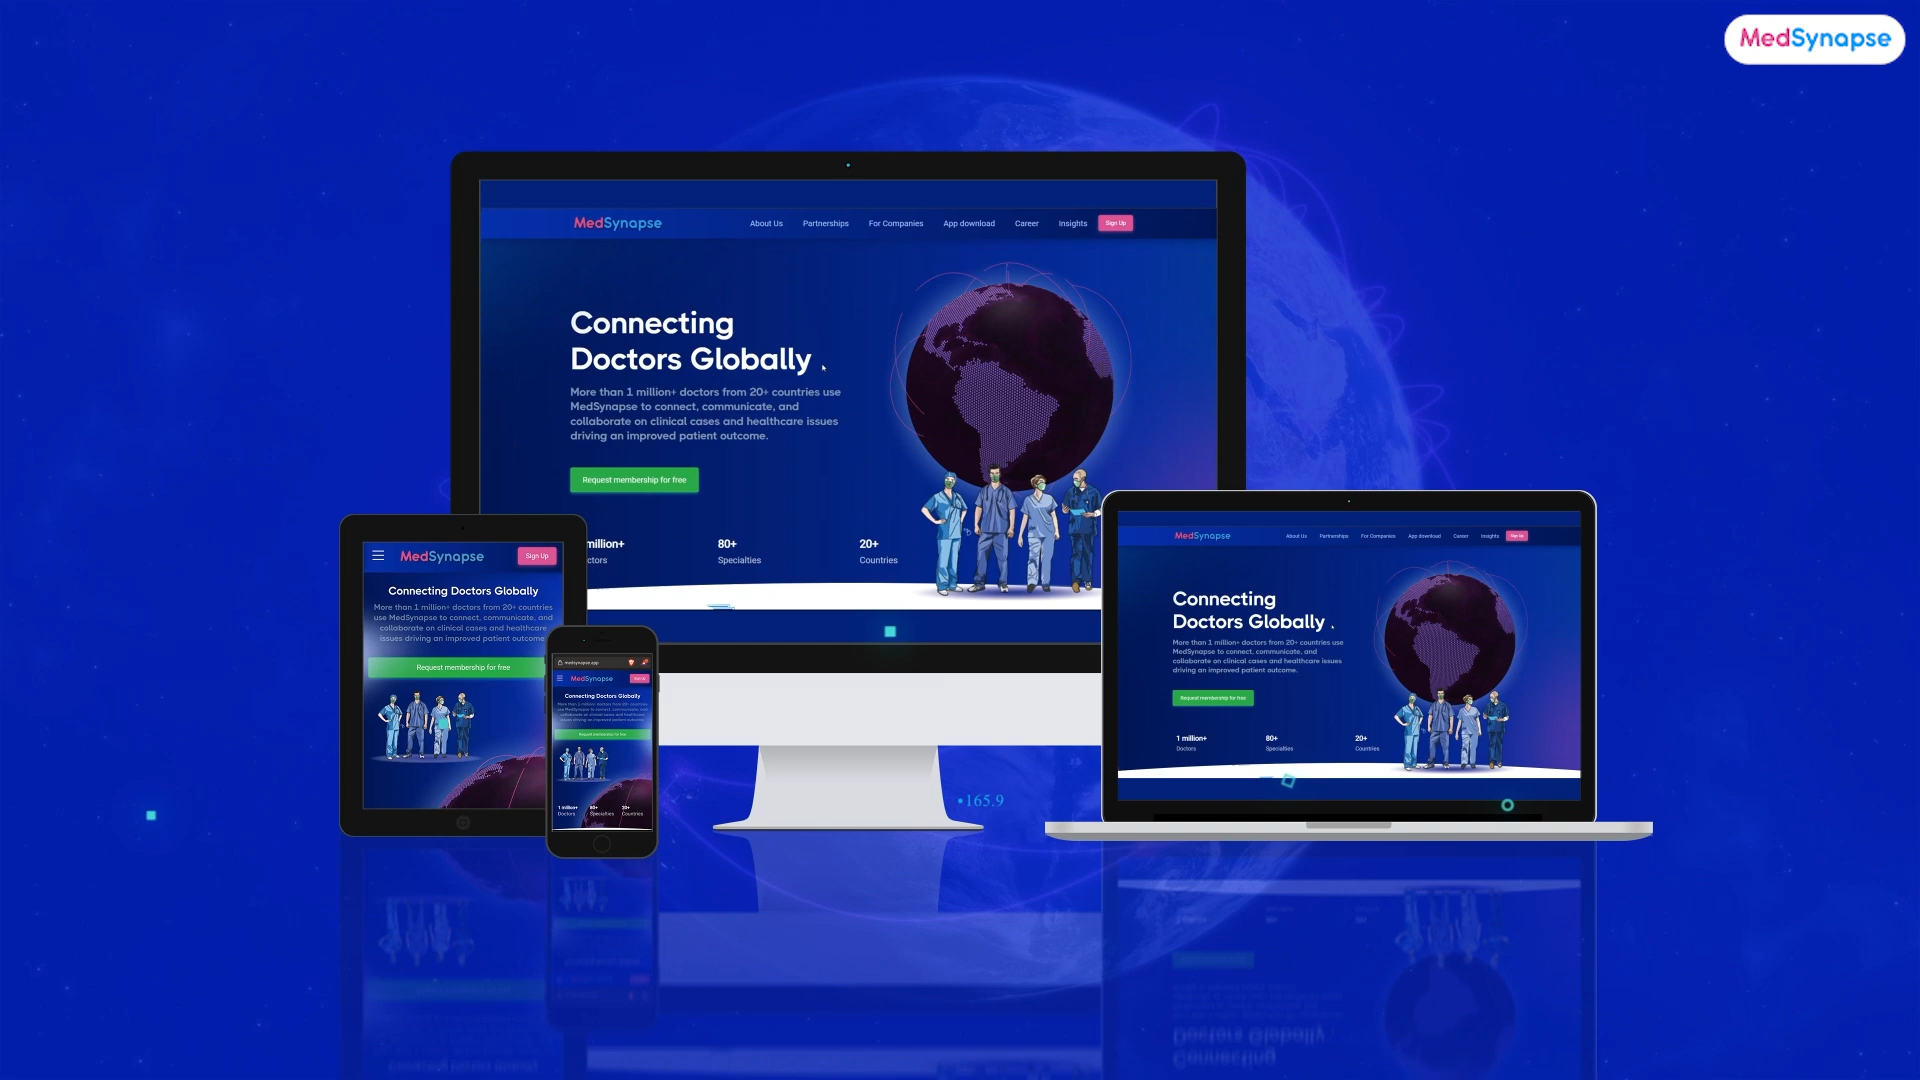 MedSynapse
MedSynapse
About Us
Partnerships
For Companies
App download
Career
Insights
Sign Up
Connecting
Doctors Globally
More than 1 million+ doctors from 20+ countries use
MedSynapse to connect, communicate, and
collaborate on clinical cases and healthcare issues
driving an improved patient outcome.
Request membership for free
million+
ctors
80+
Specialties
20+
Countries
MedSynapse
Sign Up
Connecting Doctors Globally
More than 1 million+ doctors from 20+ countries
use MedSynapse to connect, communicate, and
collaborate on clinical cases and healthcare
issues driving an improved patient outcome
Request membership for free
medsynapse.app
MedSynapse
Sign Up
Connecting Doctors Globally
More than 1 million+ doctors from 20+ countries
use MedSynapse to connect, communicate, and
collaborate on clinical cases and healthcare
issues driving an improved patient outcome
Request membership for free
1 million+
Doctors
80+
Specialties
20+
Countries
MedSynapse
About Us
Partnerships
For Companies
App download
Career
Insights
Sign Up
Connecting
Doctors Globally
More than 1 million+ doctors from 20+ countries use
MedSynapse to connect, communicate, and
collaborate on clinical cases and healthcare issues
driving an improved patient outcome.
Request membership for free
1 million+
Doctors
80+
Specialties
20+
Countries
165.9